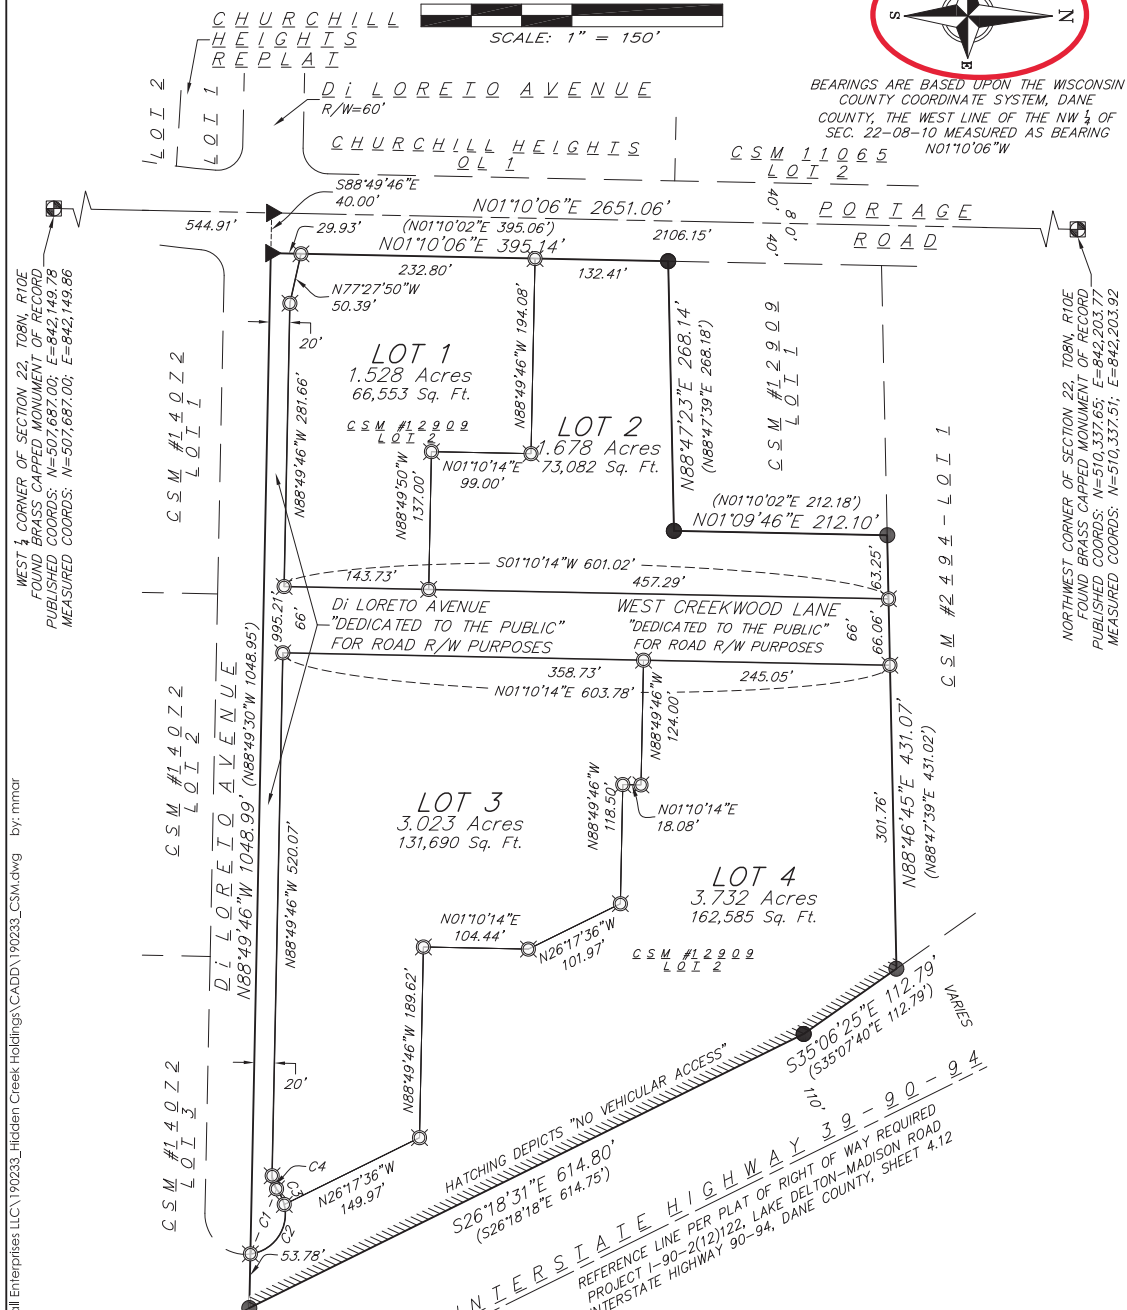 CHURCHILL
HEIGHTS
REPLAT
SCALE: 1" = 150'
N
S
E
BEARINGS ARE BASED UPON THE WISCONSIN
COUNTY COORDINATE SYSTEM, DANE
COUNTY, THE WEST LINE OF THE NW 1/4 OF
SEC. 22-08-10 MEASURED AS BEARING
N01°10'06"W
LOT 2
LOT 1
Di LORETO AVENUE
R/W=60'
CHURCHILL HEIGHTS
OL 1
CSM 11065
LOT 2
S88°49'46"E
40.00'
544.91'
29.93'
N01°10'06"E 2651.06'
(N01°10'02"E 395.06')
N01°10'06"E 395.14'
2106.15'
40'
80'
40'
PORTAGE
ROAD
232.80'
132.41'
N77°27'50"W
50.39'
20'
WEST 1/4 CORNER OF SECTION 22, T08N, R10E
FOUND BRASS CAPPED MONUMENT OF RECORD
PUBLISHED COORDS: N=507,687.00; E=842,149.78
MEASURED COORDS: N=507,687.00; E=842,149.86
NORTHWEST CORNER OF SECTION 22, T08N, R10E
FOUND BRASS CAPPED MONUMENT OF RECORD
PUBLISHED COORDS: N=510,337.65; E=842,203.77
MEASURED COORDS: N=510,337.51; E=842,203.92
CSM #14072
LOT 1
N88°49'46"W 281.66'
LOT 1
1.528 Acres
66,553 Sq. Ft.
CSM #12909
LOT 2
N88°49'46"W 194.08'
LOT 2
1.678 Acres
73,082 Sq. Ft.
N01°10'14"E
99.00'
N88°49'50"W
137.00'
N88°47'23"E 268.14'
(N88°47'39"E 268.18')
CSM #12909
LOT 1
(N01°10'02"E 212.18')
N01°09'46"E 212.10'
CSM #2494-LOT 1
63.25'
S01°10'14"W 601.02'
143.73'
457.29'
995.21'
66'
Di LORETO AVENUE
"DEDICATED TO THE PUBLIC"
FOR ROAD R/W PURPOSES
WEST CREEKWOOD LANE
"DEDICATED TO THE PUBLIC"
FOR ROAD R/W PURPOSES
66'
66.06'
358.73'
245.05'
N01°10'14"E 603.78'
CSM #14072
LOT 2
Di LORETO AVENUE
N88°49'46"W 1048.99'
(N88°49'30"W 1048.95')
N88°49'46"W 520.07'
N88°49'46"W
124.00'
N01°10'14"E
18.08'
N88°49'46"W
118.50'
LOT 3
3.023 Acres
131,690 Sq. Ft.
LOT 4
3.732 Acres
162,585 Sq. Ft.
CSM #12909
LOT 2
301.76'
N88°46'45"E 431.07'
(N88°47'39"E 431.02')
N01°10'14"E
104.44'
N26°17'36"W
101.97'
N88°49'46"W 189.62'
N26°17'36"W
149.97'
20'
CSM #14072
LOT 3
C4
C3
C1
C2
53.78'
HATCHING DEPICTS "NO VEHICULAR ACCESS"
S26°18'31"E 614.80'
(S26°18'18"E 614.75')
S35°06'25"E 112.79'
(S35°07'40"E 112.79')
VARIES
110'
INTERSTATE HIGHWAY 39-90-94
REFERENCE LINE PER PLAT OF RIGHT OF WAY REQUIRED
PROJECT I-90-2(12)122, LAKE DELTON-MADISON ROAD
INTERSTATE HIGHWAY 90-94, DANE COUNTY, SHEET 4.12
Enterprises LLC\190233_Hidden Creek Holdings\CADD\190233_CSM.dwg by: mmar